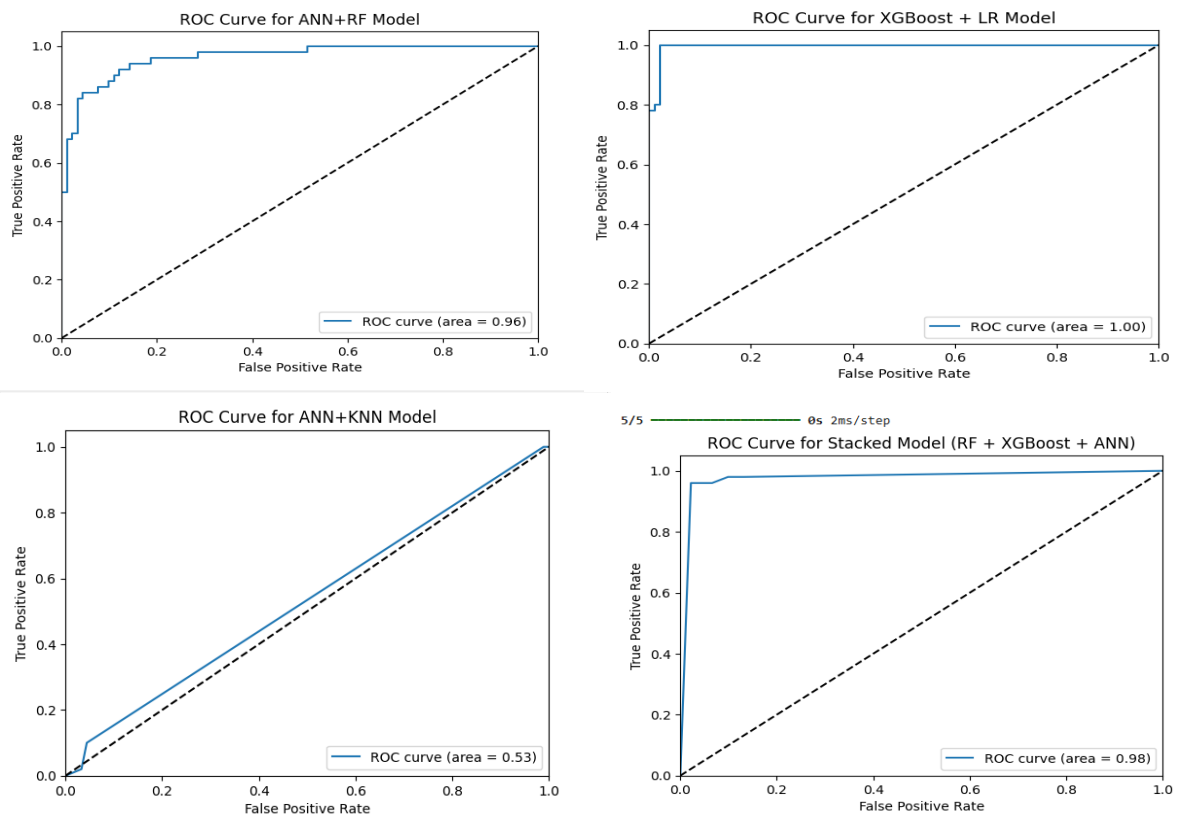 ROC Curve for ANN+RF Model
1.0
0.8
0.6
0.4
0.2
0.0
True Positive Rate
ROC curve (area = 0.96)
0.0 0.2 0.4 0.6 0.8 1.0
False Positive Rate
ROC Curve for XGBoost + LR Model
1.0
0.8
0.6
0.4
0.2
0.0
True Positive Rate
ROC curve (area = 1.00)
0.0 0.2 0.4 0.6 0.8 1.0
False Positive Rate
ROC Curve for ANN+KNN Model
1.0
0.8
0.6
0.4
0.2
0.0
True Positive Rate
ROC curve (area = 0.53)
0.0 0.2 0.4 0.6 0.8 1.0
False Positive Rate
5/5 0s 2ms/step
ROC Curve for Stacked Model (RF + XGBoost + ANN)
1.0
0.8
0.6
0.4
0.2
0.0
True Positive Rate
ROC curve (area = 0.98)
0.0 0.2 0.4 0.6 0.8 1.0
False Positive Rate